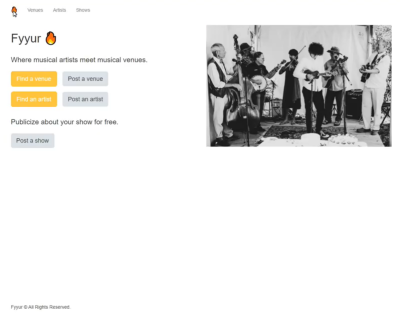 Venues Artists Shows
Fyyur 🔥
Where musical artists meet musical venues.
Find a venue Post a venue
Find an artist Post an artist
Publicize about your show for free.
Post a show
Fyyur © All Rights Reserved.